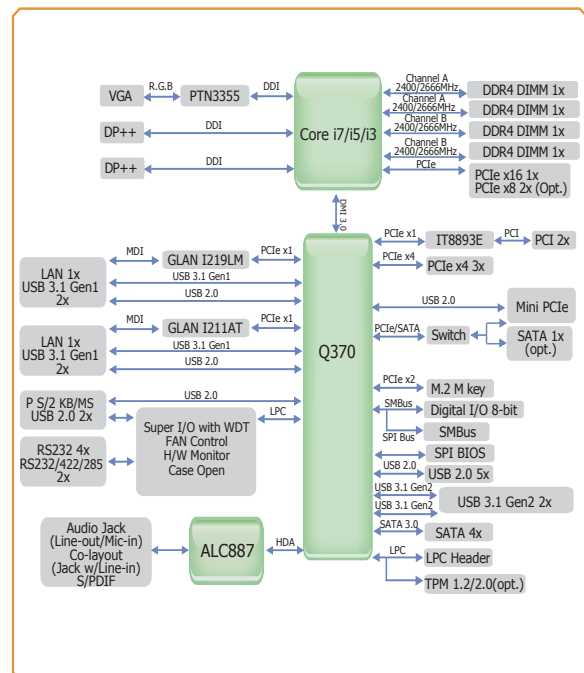 VGA
R.G.B
PTN3355
DDI
DP++
DDI
DP++
DDI
Core i7/i5/i3
Channel A
2400/2666MHz
DDR4 DIMM 1x
Channel A
2400/2666MHz
DDR4 DIMM 1x
Channel B
2400/2666MHz
DDR4 DIMM 1x
Channel B
2400/2666MHz
DDR4 DIMM 1x
PCIe
PCIe x16 1x
PCIe x8 2x (Opt.)
DMI 3.0
Q370
LAN 1x
USB 3.1 Gen1
2x
MDI
GLAN I219LM
PCIe x1
USB 3.1 Gen1
USB 2.0
LAN 1x
USB 3.1 Gen1
2x
MDI
GLAN I211AT
PCIe x1
USB 3.1 Gen1
USB 2.0
P S/2 KB/MS
USB 2.0 2x
USB 2.0
RS232 4x
RS232/422/285
2x
Super I/O with WDT
FAN Control
H/W Monitor
Case Open
LPC
Audio Jack
(Line-out/Mic-in)
Co-layout
(Jack w/Line-in)
S/PDIF
ALC887
HDA
PCIe x1
IT8893E
PCI
PCI 2x
PCIe x4
PCIe x4 3x
USB 2.0
Mini PCIe
PCIe/SATA
Switch
SATA 1x
(opt.)
PCIe x2
M.2 M key
SMBus
Digital I/O 8-bit
SMBus
SPI Bus
SPI BIOS
USB 2.0
USB 2.0 5x
USB 3.1 Gen2
USB 3.1 Gen2
USB 3.1 Gen2 2x
SATA 3.0
SATA 4x
LPC
LPC Header
TPM 1.2/2.0(opt.)